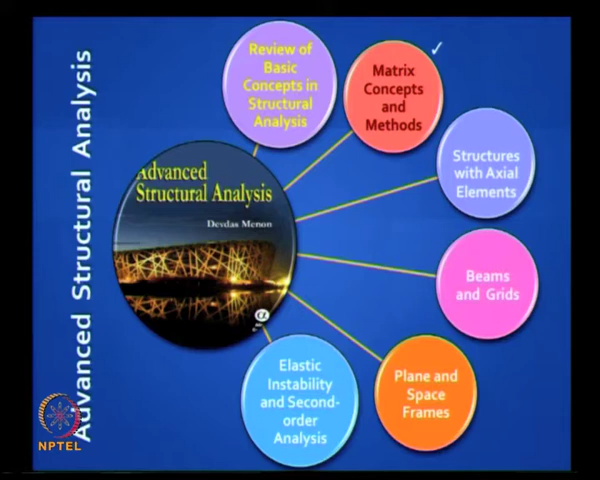 Advanced Structural Analysis
Review of
Basic
Concepts in
Structural
Analysis
Matrix
Concepts
and
Methods
Structures
with Axial
Elements
Beams
and Grids
Plane and
Space
Frames
Elastic
Instability
and Second-
order
Analysis
Advanced
Structural Analysis
Devdas Menon
α
NPTEL